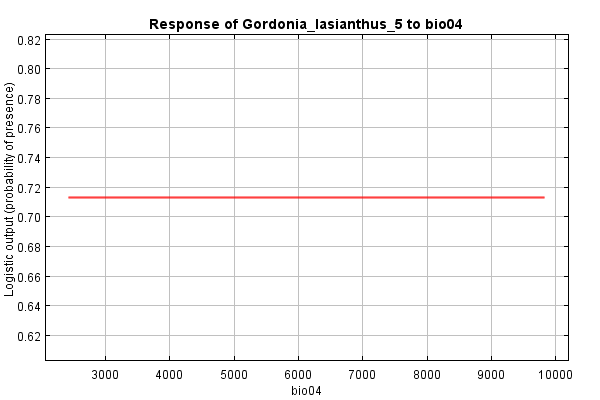 Response of Gordonia_lasianthus_5 to bio04
Logistic output (probability of presence)
0.82
0.80
0.78
0.76
0.74
0.72
0.70
0.68
0.66
0.64
0.62
3000 4000 5000 6000 7000 8000 9000 10000
bio04